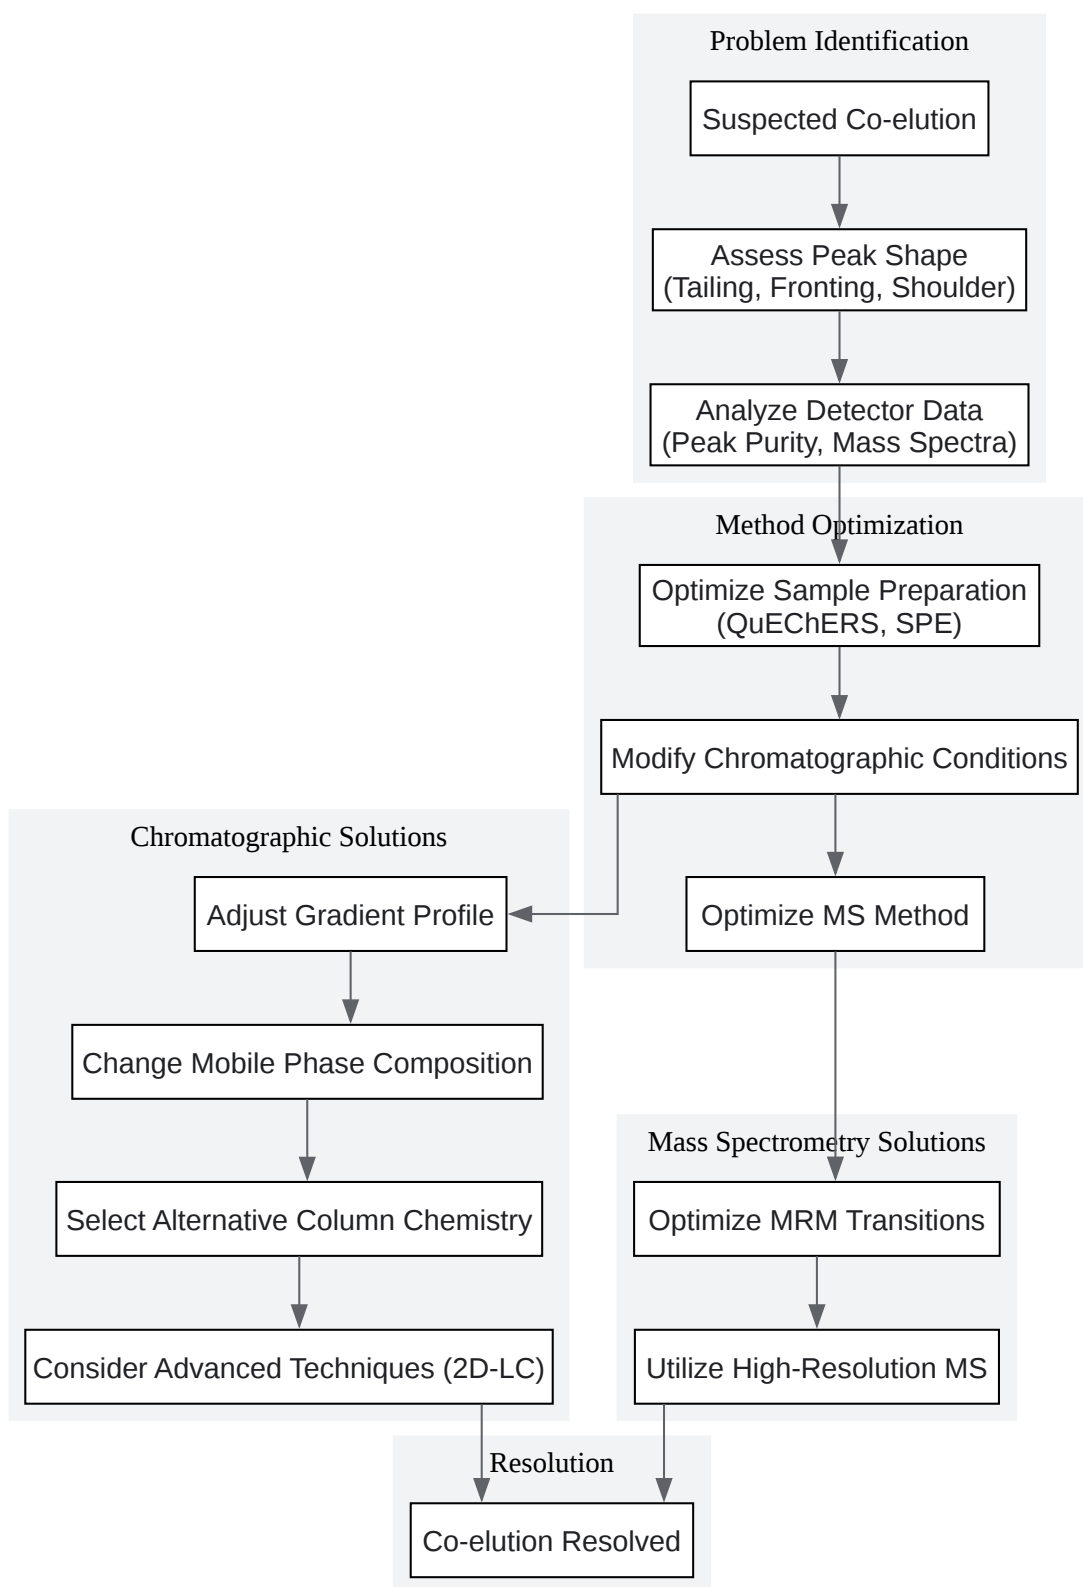 Problem Identification
Suspected Co-elution
Assess Peak Shape
(Tailing, Fronting, Shoulder)
Analyze Detector Data
(Peak Purity, Mass Spectra)
Method Optimization
Optimize Sample Preparation
(QuEChERS, SPE)
Modify Chromatographic Conditions
Optimize MS Method
Chromatographic Solutions
Adjust Gradient Profile
Change Mobile Phase Composition
Select Alternative Column Chemistry
Consider Advanced Techniques (2D-LC)
Mass Spectrometry Solutions
Optimize MRM Transitions
Utilize High-Resolution MS
Resolution
Co-elution Resolved